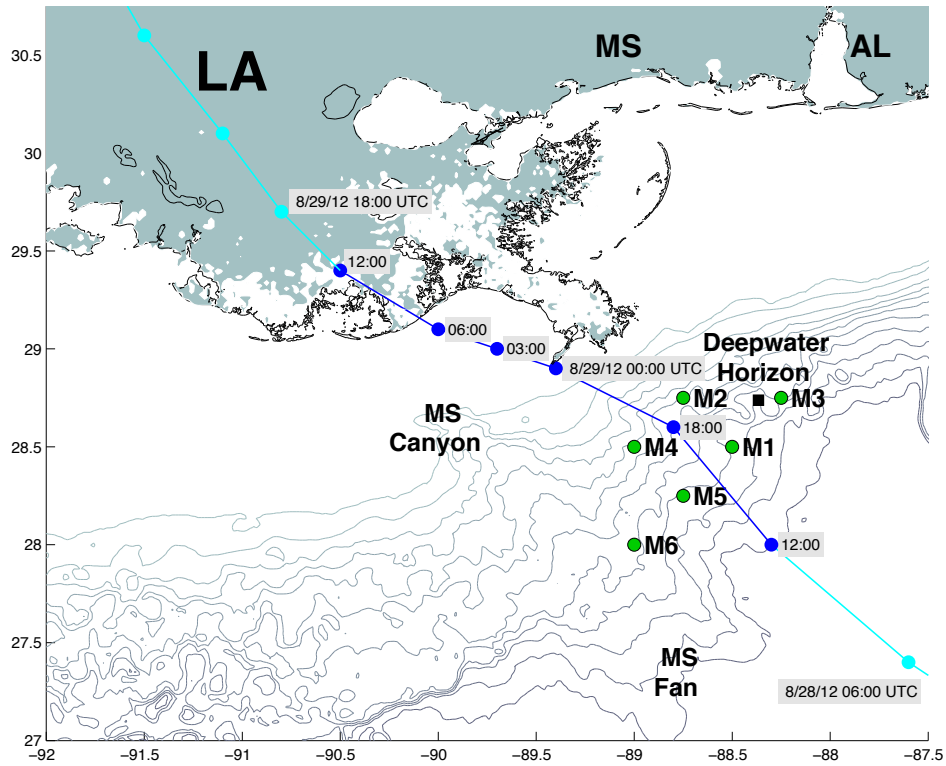 30.5
LA
MS
AL
30
8/29/12 18:00 UTC
29.5
12:00
06:00
03:00
29
Deepwater
Horizon
8/29/12 00:00 UTC
M2
M3
MS
Canyon
18:00
28.5
M4
M1
M5
28
M6
12:00
27.5
MS
Fan
8/28/12 06:00 UTC
27
−92
−91.5
−91
−90.5
−90
−89.5
−89
−88.5
−88
−87.5